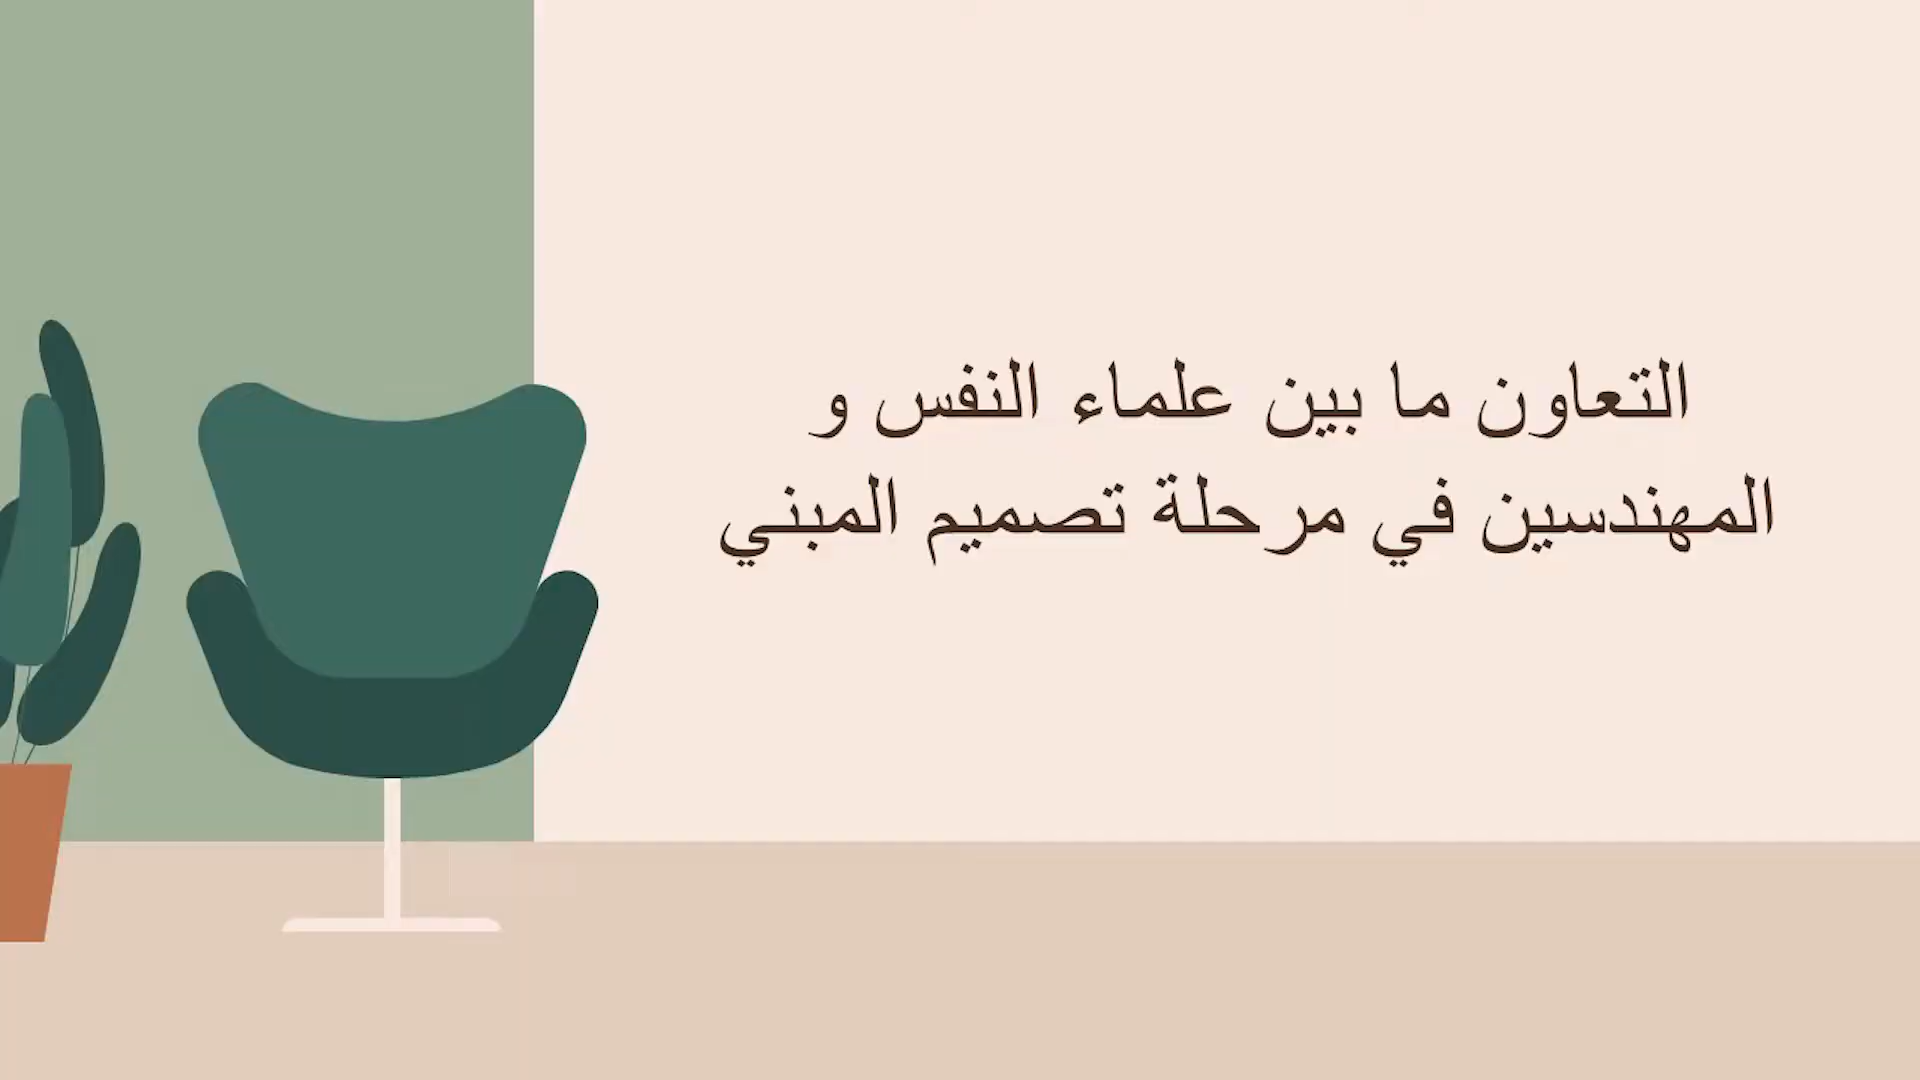 التعاون ما بين علماء النفس و
المهندسين في مرحلة تصميم المبني